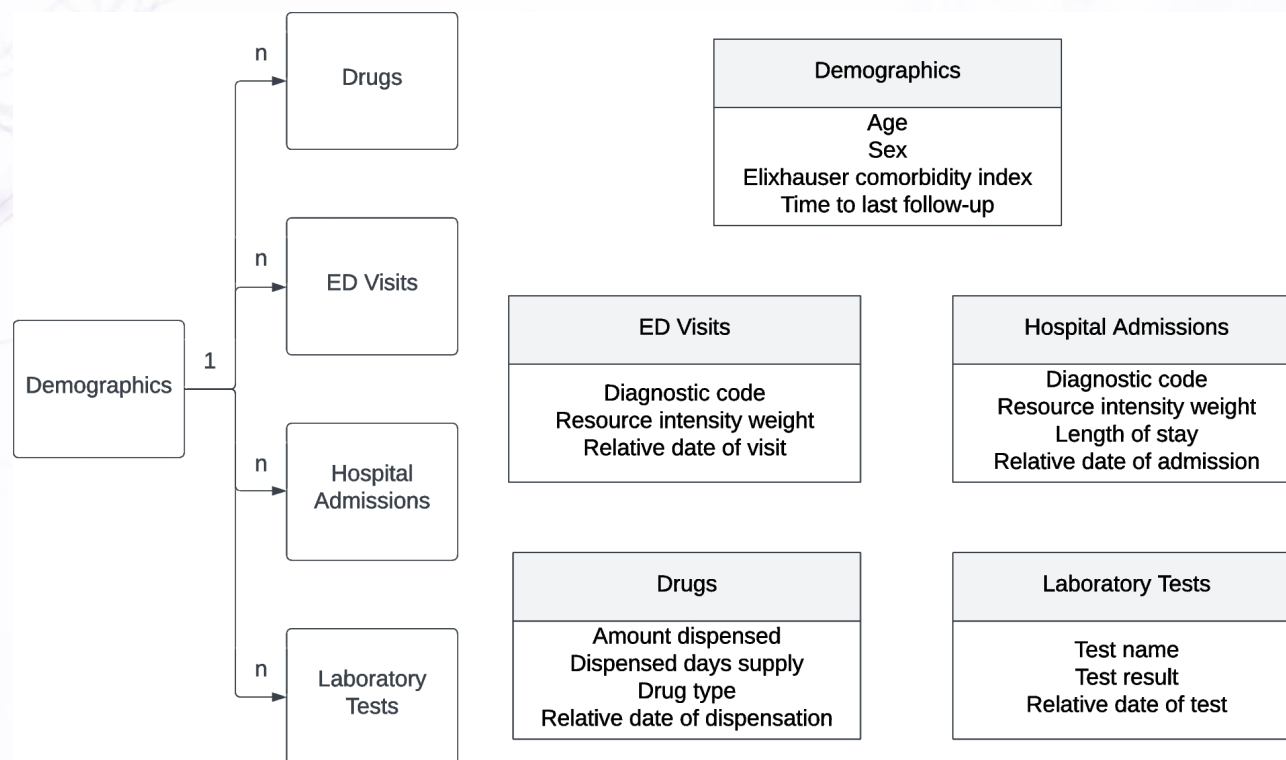 n
Drugs
n
ED Visits
Demographics
1
n
Hospital
Admissions
n
Laboratory
Tests
Demographics
Age
Sex
Elixhauser comorbidity index
Time to last follow-up
ED Visits
Diagnostic code
Resource intensity weight
Relative date of visit
Hospital Admissions
Diagnostic code
Resource intensity weight
Length of stay
Relative date of admission
Drugs
Amount dispensed
Dispensed days supply
Drug type
Relative date of dispensation
Laboratory Tests
Test name
Test result
Relative date of test